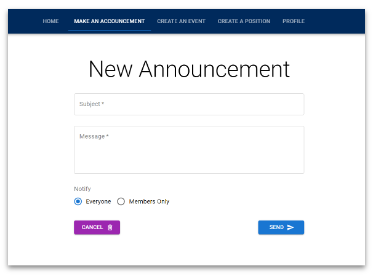 HOME MAKE AN ACCOUNCEMENT CREATE AN EVENT CREATE A POSITION PROFILE
New Announcement
Subject *
Message *
Notify
Everyone Members Only
CANCEL SEND